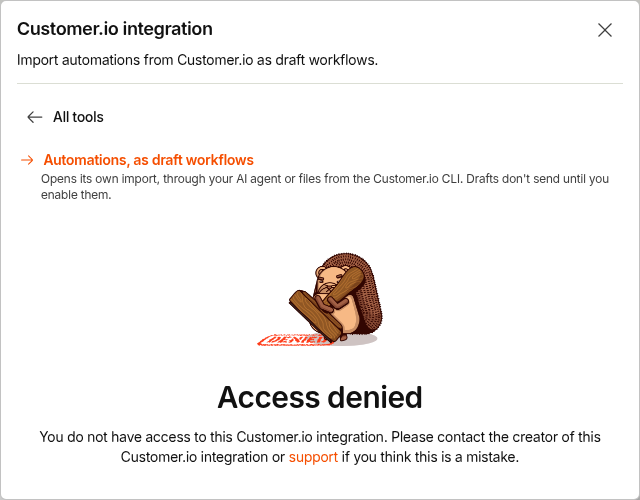 Customer.io integration
Import automations from Customer.io as draft workflows.
All tools
Automations, as draft workflows
Opens its own import, through your AI agent or files from the Customer.io CLI. Drafts don't send until you
enable them.
DENIED
Access denied
You do not have access to this Customer.io integration. Please contact the creator of this
Customer.io integration or support if you think this is a mistake.